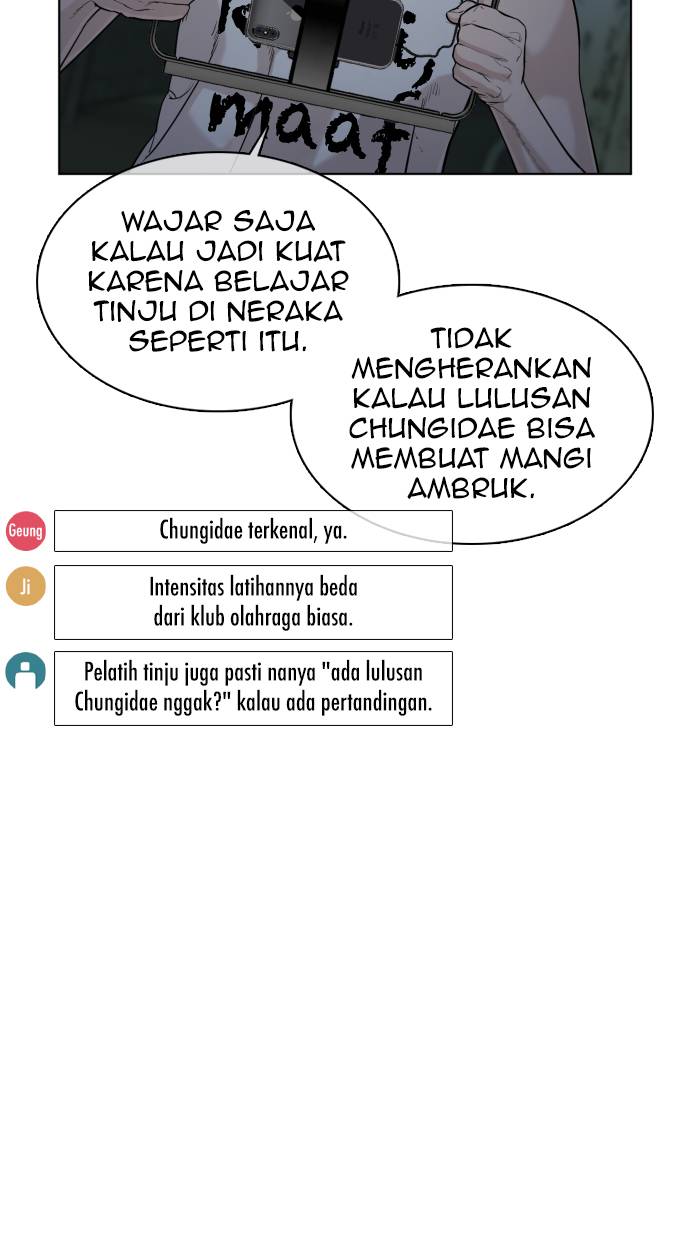 maaf
WAJAR SAJA
KALAU JADI KUAT
KARENA BELAJAR
TINJU DI NERAKA
SEPERTI ITU.
TIDAK
MENGHERANKAN
KALAU LULUSAN
CHUNGIDAE BISA
MEMBUAT MANGI
AMBRUK.
Geung
Chungidae terkenal, ya.
Ji
Intensitas latihannya beda
dari klub olahraga biasa.
Pelatih tinju juga pasti nanya "ada lulusan
Chungidae nggak?" kalau ada pertandingan.